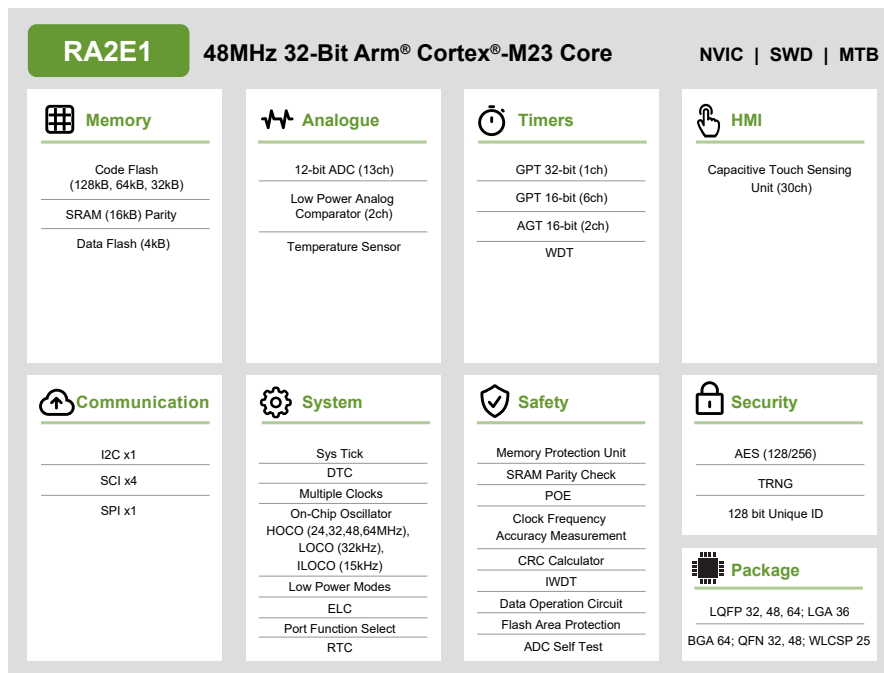 RA2E1
48MHz 32-Bit Arm® Cortex®-M23 Core
NVIC | SWD | MTB
Memory
Code Flash
(128kB, 64kB, 32kB)
SRAM (16kB) Parity
Data Flash (4kB)
Analogue
12-bit ADC (13ch)
Low Power Analog
Comparator (2ch)
Temperature Sensor
Timers
GPT 32-bit (1ch)
GPT 16-bit (6ch)
AGT 16-bit (2ch)
WDT
HMI
Capacitive Touch Sensing
Unit (30ch)
Communication
I2C x1
SCI x4
SPI x1
System
Sys Tick
DTC
Multiple Clocks
On-Chip Oscillator
HOCO (24,32,48,64MHz),
LOCO (32kHz),
ILOCO (15kHz)
Low Power Modes
ELC
Port Function Select
RTC
Safety
Memory Protection Unit
SRAM Parity Check
POE
Clock Frequency
Accuracy Measurement
CRC Calculator
IWDT
Data Operation Circuit
Flash Area Protection
ADC Self Test
Security
AES (128/256)
TRNG
128 bit Unique ID
Package
LQFP 32, 48, 64; LGA 36
BGA 64; QFN 32, 48; WLCSP 25